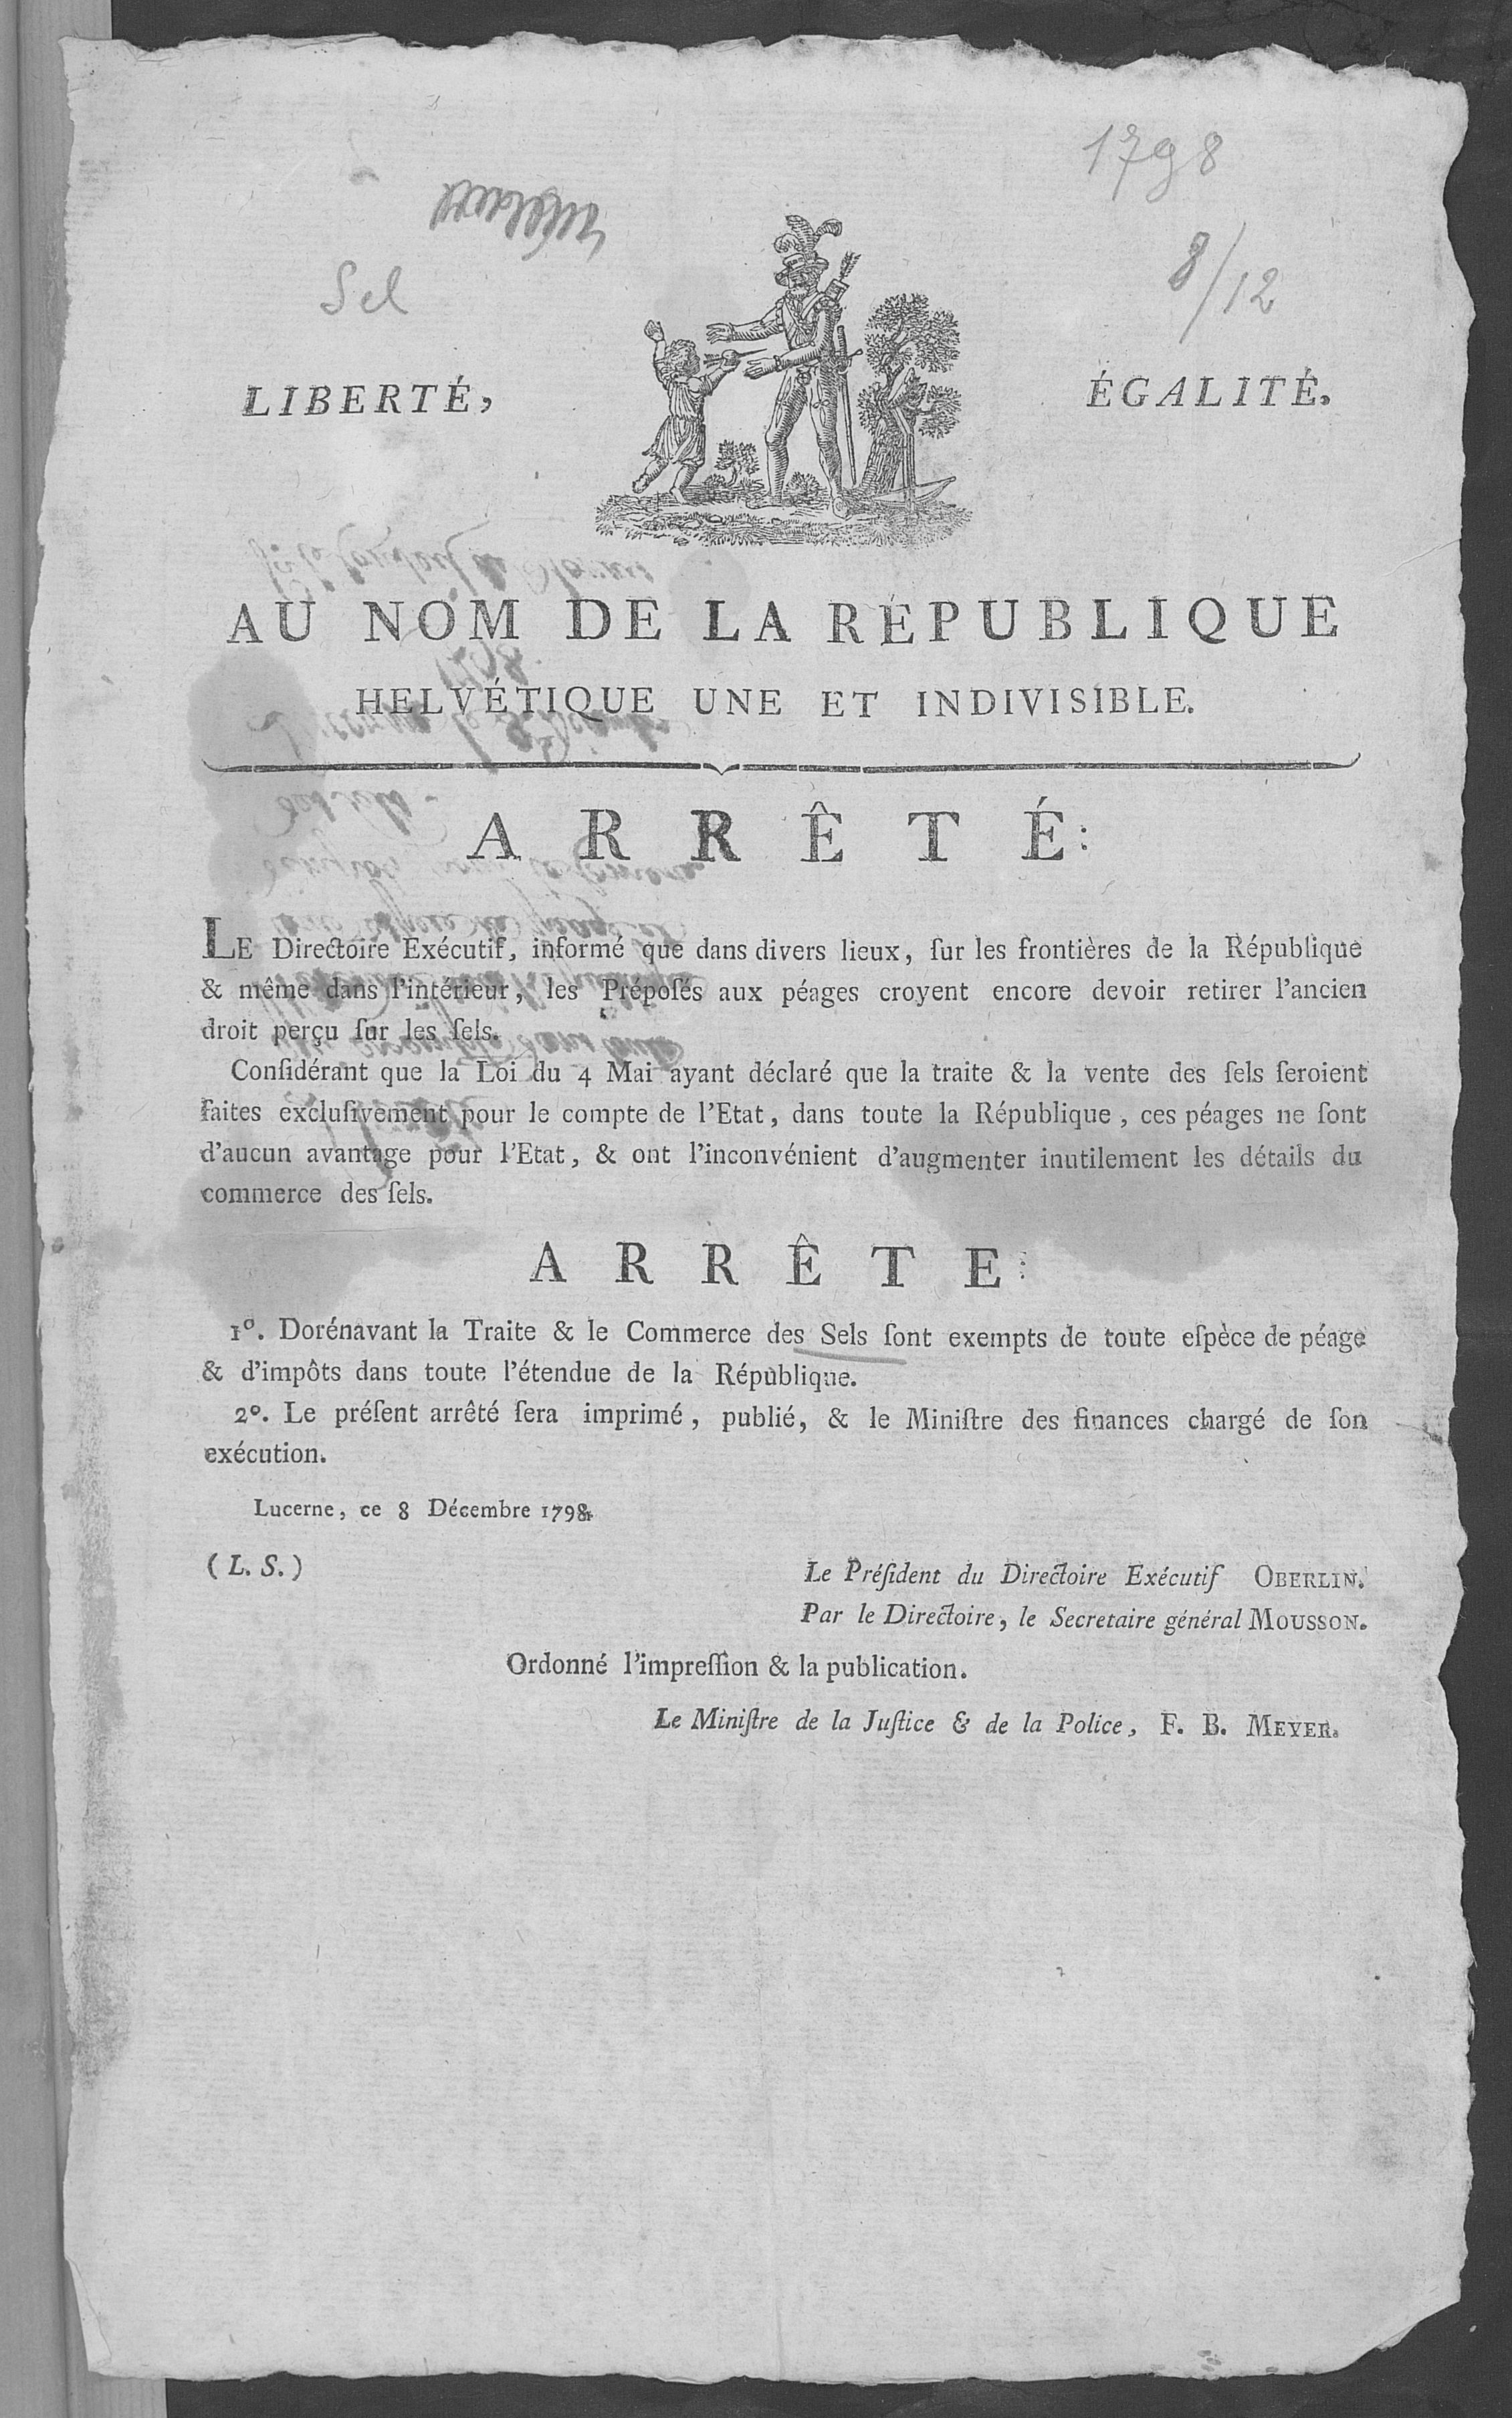 1798
Sel
8/12
LIBERTÉ,
ÉGALITÉ.
AU NOM DE LA RÉPUBLIQUE
HELVÉTIQUE UNE ET INDIVISIBLE.
ARRÊTÉ:
LE Directoire Exécutif, informé que dans divers lieux, ſur les frontières de la République
& même dans l'intérieur, les Prépoſés aux péages croyent encore devoir retirer l'ancien
droit perçu ſur les ſels.
Conſidérant que la Loi du 4 Mai ayant déclaré que la traite & la vente des ſels ſeroient
faites excluſivement pour le compte de l'Etat, dans toute la République, ces péages ne ſont
d'aucun avantage pour l'Etat, & ont l'inconvénient d'augmenter inutilement les détails du
commerce des ſels.
ARRÊTE:
1º. Dorénavant la Traite & le Commerce des Sels ſont exempts de toute eſpèce de péage
& d'impôts dans toute l'étendue de la République.
2º. Le préſent arrêté ſera imprimé, publié, & le Miniſtre des finances chargé de ſon
exécution.
Lucerne, ce 8 Décembre 1798.
(L. S.)
Le Préſident du Directoire Exécutif OBERLIN.
Par le Directoire, le Secretaire général MOUSSON.
Ordonné l'impreſſion & la publication.
Le Miniſtre de la Juſtice & de la Police, F. B. MEYER.